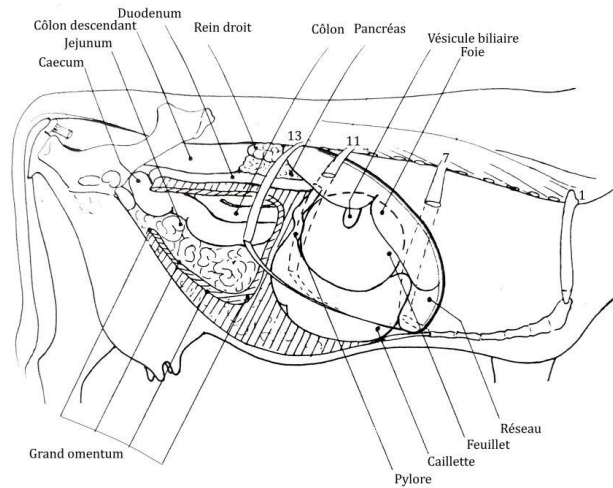 Duodenum
Côlon descendant
Jejunum
Caecum
Rein droit
Côlon
Pancréas
Vésicule biliaire
Foie
13
11
7
1
Grand omentum
Réseau
Feuillet
Caillette
Pylore